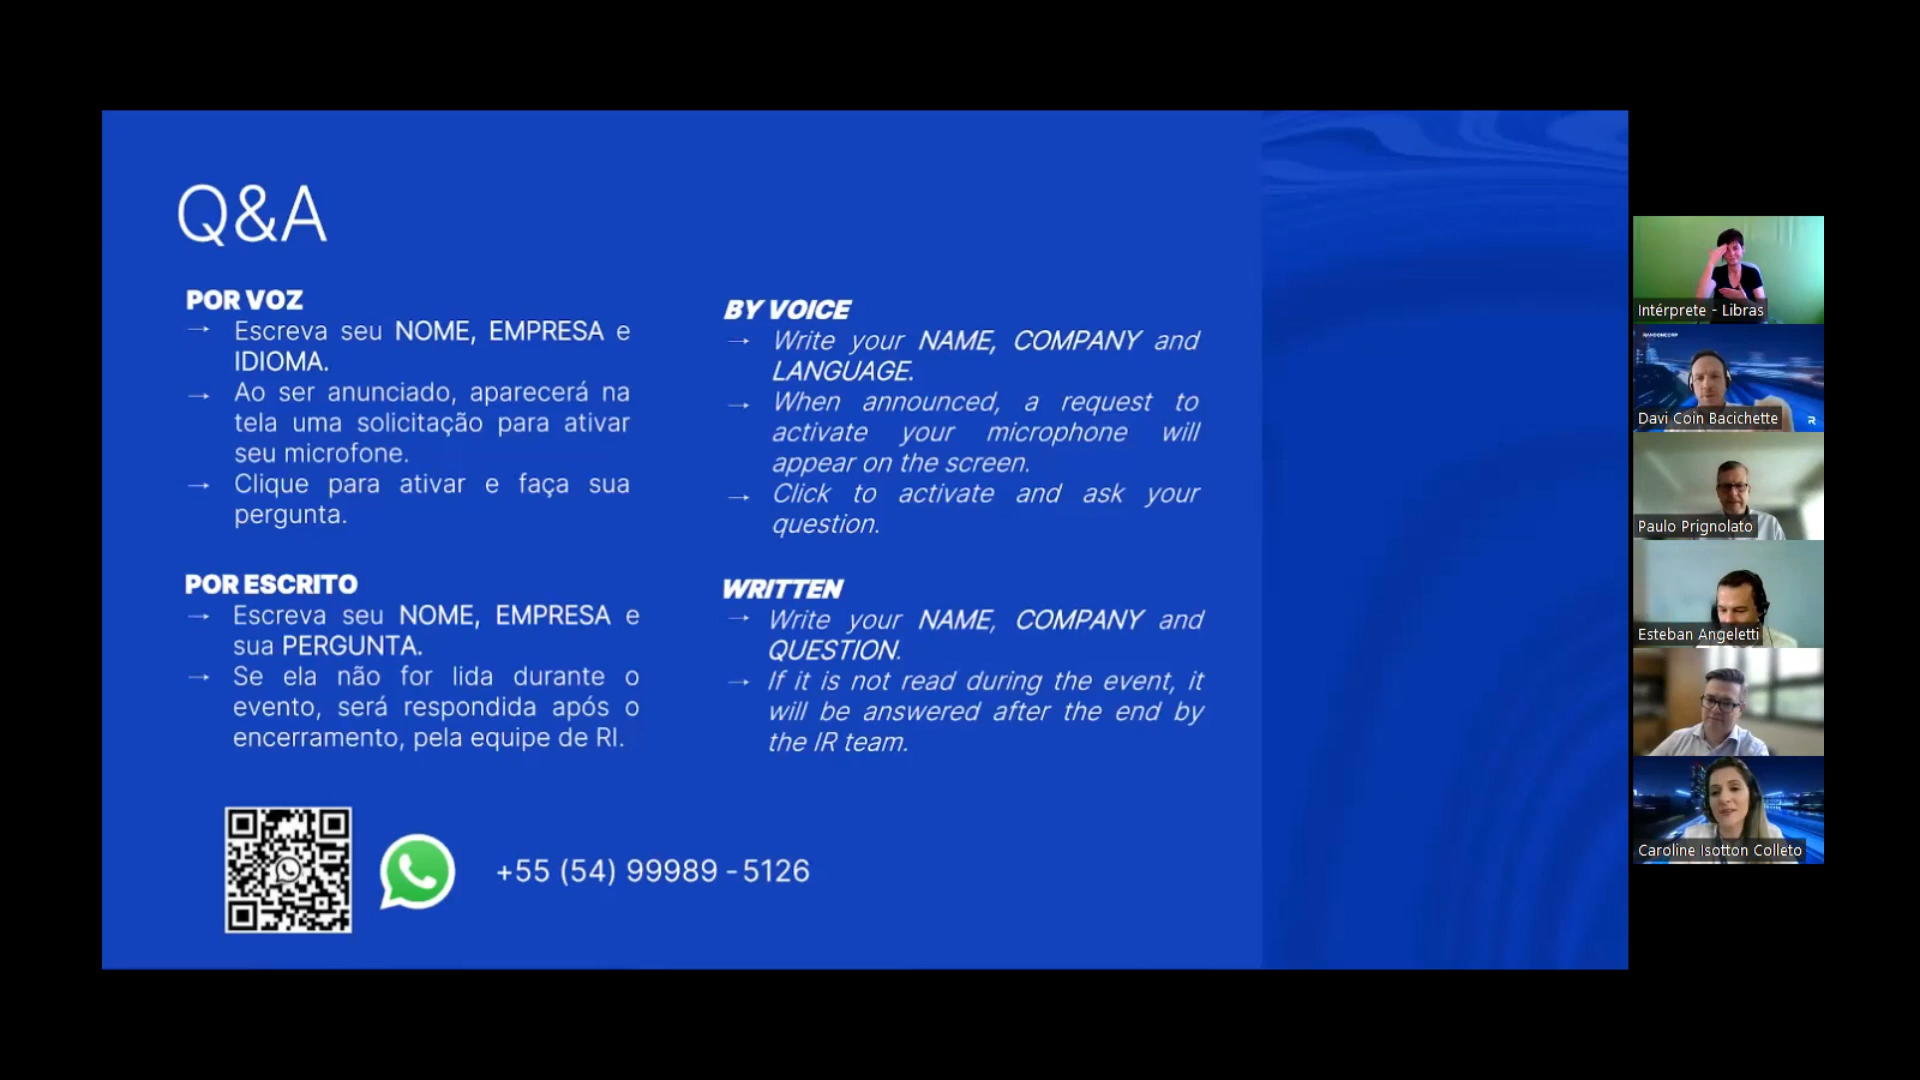 Q&A
POR VOZ
→ Escreva seu NOME, EMPRESA e
IDIOMA.
→ Ao ser anunciado, aparecerá na
tela uma solicitação para ativar
seu microfone.
→ Clique para ativar e faça sua
pergunta.
POR ESCRITO
→ Escreva seu NOME, EMPRESA e
sua PERGUNTA.
→ Se ela não for lida durante o
evento, será respondida após o
encerramento, pela equipe de RI.
BY VOICE
→ Write your NAME, COMPANY and
LANGUAGE.
→ When announced, a request to
activate your microphone will
appear on the screen.
→ Click to activate and ask your
question.
WRITTEN
→ Write your NAME, COMPANY and
QUESTION.
→ If it is not read during the event, it
will be answered after the end by
the IR team.
+55 (54) 99989-5126
Intérprete - Libras
RANDONCORP
Davi Coin Bacichette
R
Paulo Prignolato
Esteban Angeletti
Caroline Isotton Colleto